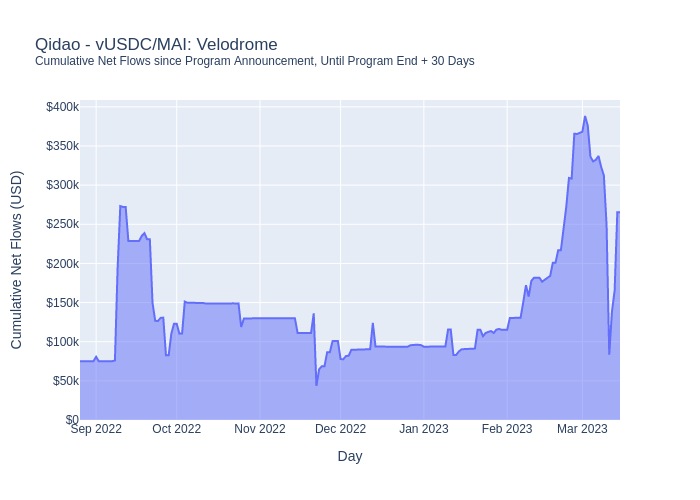 Qidao - vUSDC/MAI: Velodrome
Cumulative Net Flows since Program Announcement, Until Program End + 30 Days
Cumulative Net Flows (USD)
$400k
$350k
$300k
$250k
$200k
$150k
$100k
$50k
$0
Sep 2022 Oct 2022 Nov 2022 Dec 2022 Jan 2023 Feb 2023 Mar 2023
Day